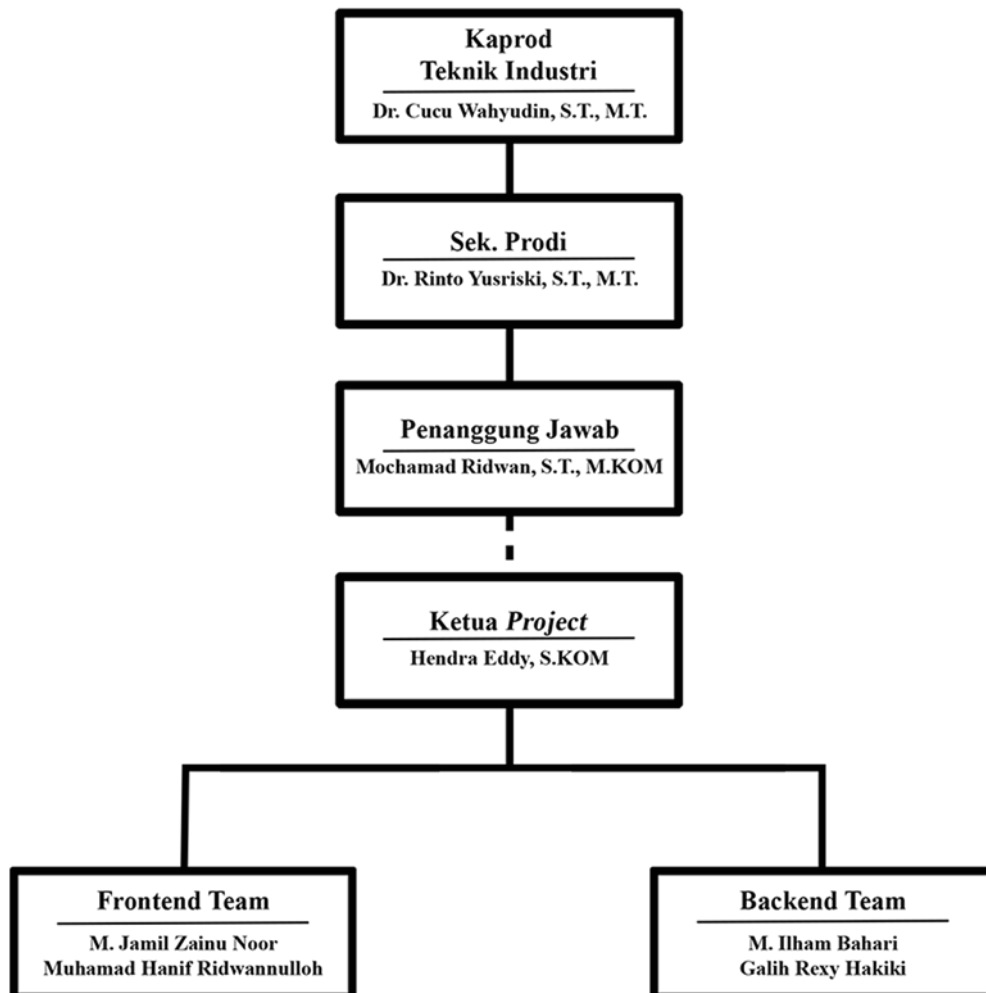 Kaprod
Teknik Industri
Dr. Cucu Wahyudin, S.T., M.T.
Sek. Prodi
Dr. Rinto Yusriski, S.T., M.T.
Penanggung Jawab
Mochamad Ridwan, S.T., M.KOM
Ketua Project
Hendra Eddy, S.KOM
Frontend Team
M. Jamil Zainu Noor
Muhamad Hanif Ridwannulloh
Backend Team
M. Ilham Bahari
Galih Rexy Hakiki